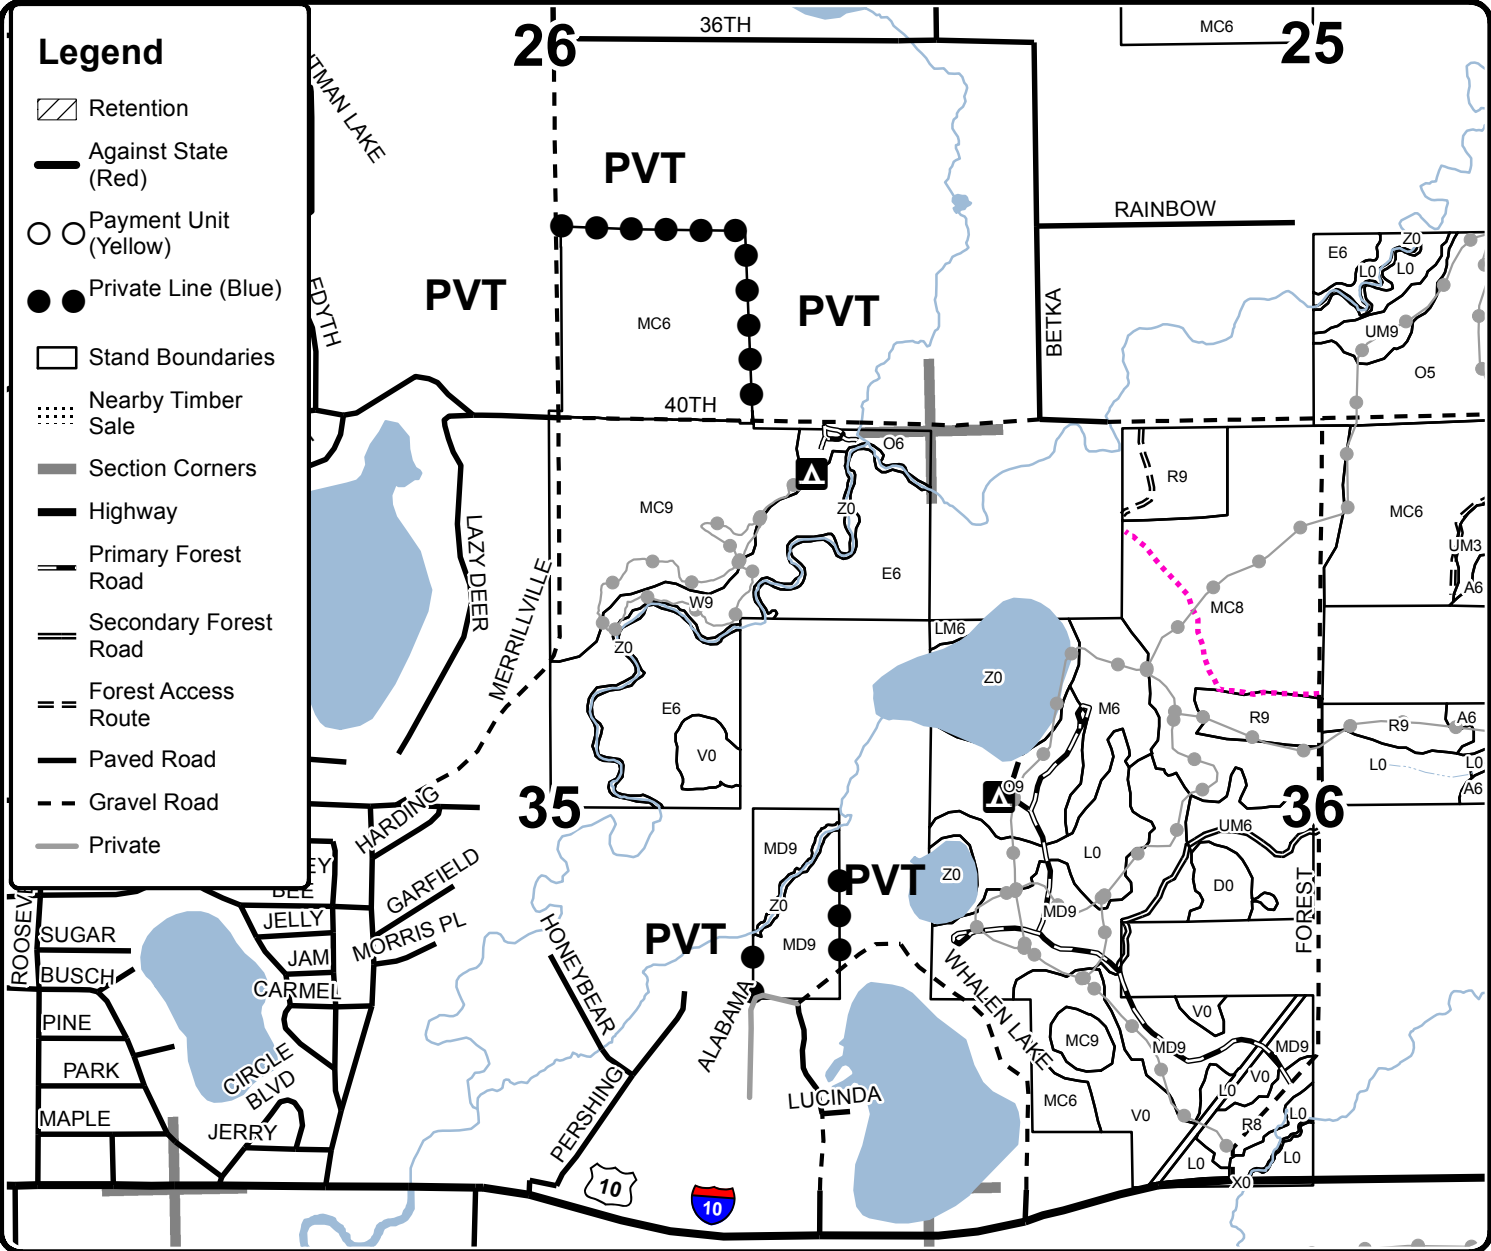 Legend
Retention
Against State
(Red)
Payment Unit
(Yellow)
Private Line (Blue)
Stand Boundaries
Nearby Timber
Sale
Section Corners
Highway
Primary Forest
Road
Secondary Forest
Road
Forest Access
Route
Paved Road
Gravel Road
Private
26
36TH
MC6
25
TMAN LAKE
PVT
RAINBOW
E6
Z0
L0
L0
PVT
EDYTH
PVT
MC6
BETKA
UM9
O5
40TH
O6
R9
MC9
Z0
MC6
LAZY DEER
UM3
MERRILLVILLE
E6
A6
W9
MC8
LM6
Z0
Z0
E6
M6
R9
R9
A6
V0
L0
L0
O9
A6
35
36
HARDING
UM6
MD9
L0
EY
BEE
GARFIELD
PVT
Z0
D0
ROOSEV
JELLY
Z0
MD9
FOREST
SUGAR
MORRIS PL
HONEYBEAR
PVT
MD9
JAM
WHALEN LAKE
BUSCH
CARMEL
ALABAMA
PINE
V0
MC9
MD9
MD9
PARK
CIRCLE
BLVD
V0
L0
LUCINDA
MC6
V0
L0
MAPLE
PERSHING
R8
JERRY
L0
L0
X0
10
10